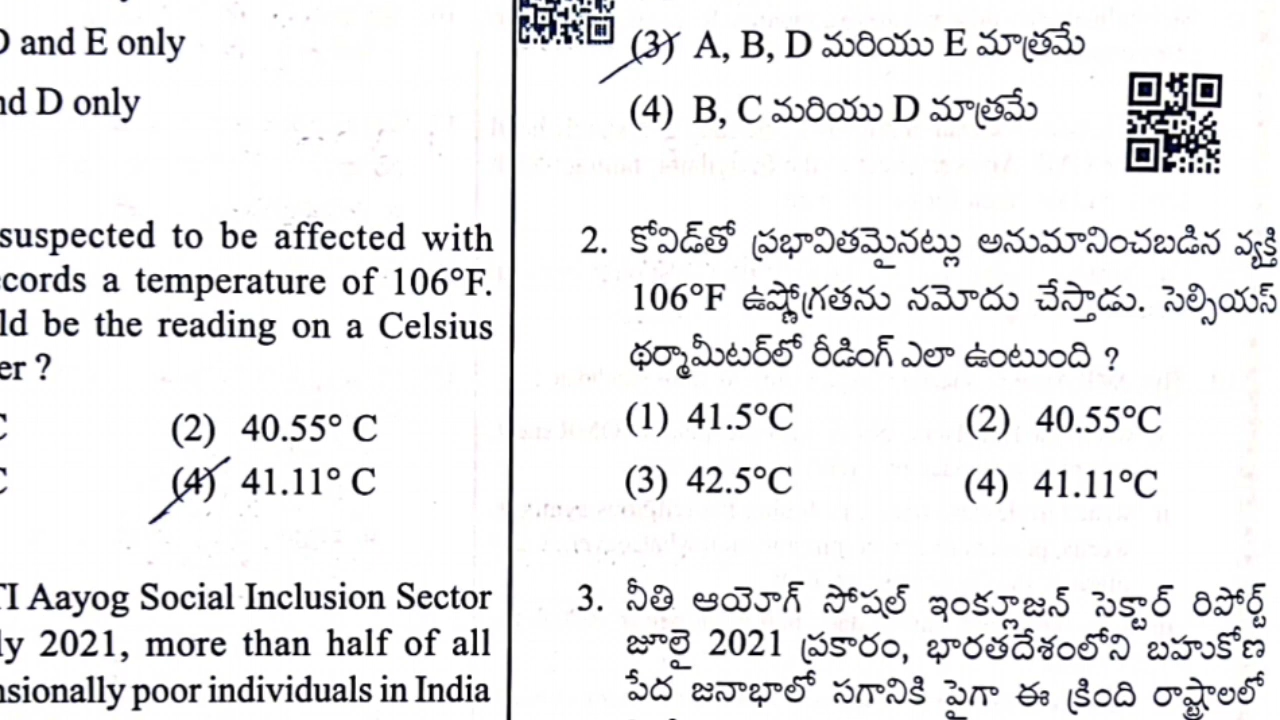 D and E only
nd D only
suspected to be affected with
ecords a temperature of 106°F.
ld be the reading on a Celsius
er ?
C (2) 40.55° C
C (4) 41.11° C
TI Aayog Social Inclusion Sector
ly 2021, more than half of all
nsionally poor individuals in India
(3) A, B, D మరియు E మాత్రమే
(4) B, C మరియు D మాత్రమే
2. కోవిడ్‌తో ప్రభావితమైనట్లు అనుమానించబడిన వ్యక్తి
106°F ఉష్ణోగ్రతను నమోదు చేస్తాడు. సెల్సియస్
థర్మామీటర్‌లో రీడింగ్ ఎలా ఉంటుంది ?
(1) 41.5°C (2) 40.55°C
(3) 42.5°C (4) 41.11°C
3. నీతి ఆయోగ్ సోషల్ ఇంక్లూజన్ సెక్టార్ రిపోర్ట్
జూలై 2021 ప్రకారం, భారతదేశంలోని బహుకోణ
పేద జనాభాలో సగానికి పైగా ఈ క్రింది రాష్ట్రాలలో